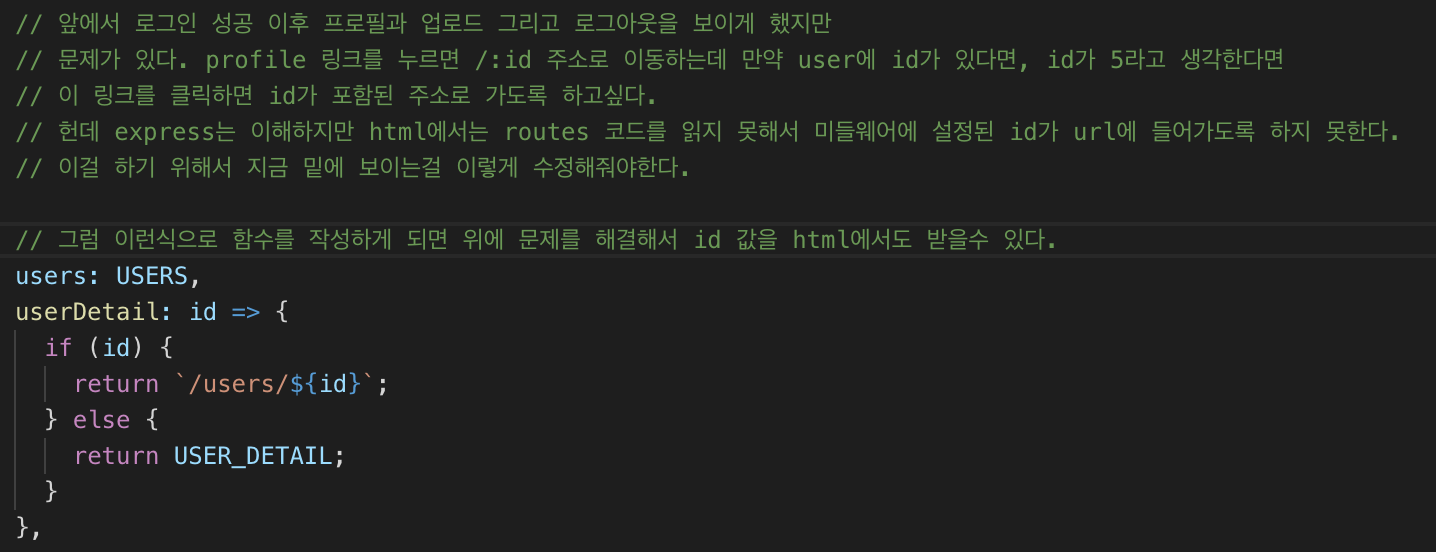 // 앞에서 로그인 성공 이후 프로필과 업로드 그리고 로그아웃을 보이게 했지만
// 문제가 있다. profile 링크를 누르면 /:id 주소로 이동하는데 만약 user에 id가 있다면, id가 5라고 생각한다면
// 이 링크를 클릭하면 id가 포함된 주소로 가도록 하고싶다.
// 헌데 express는 이해하지만 html에서는 routes 코드를 읽지 못해서 미들웨어에 설정된 id가 url에 들어가도록 하지 못한다.
// 이걸 하기 위해서 지금 밑에 보이는걸 이렇게 수정해줘야한다.
// 그럼 이런식으로 함수를 작성하게 되면 위에 문제를 해결해서 id 값을 html에서도 받을수 있다.
users: USERS,
userDetail: id => {
  if (id) {
    return `/users/${id}`;
  } else {
    return USER_DETAIL;
  }
},